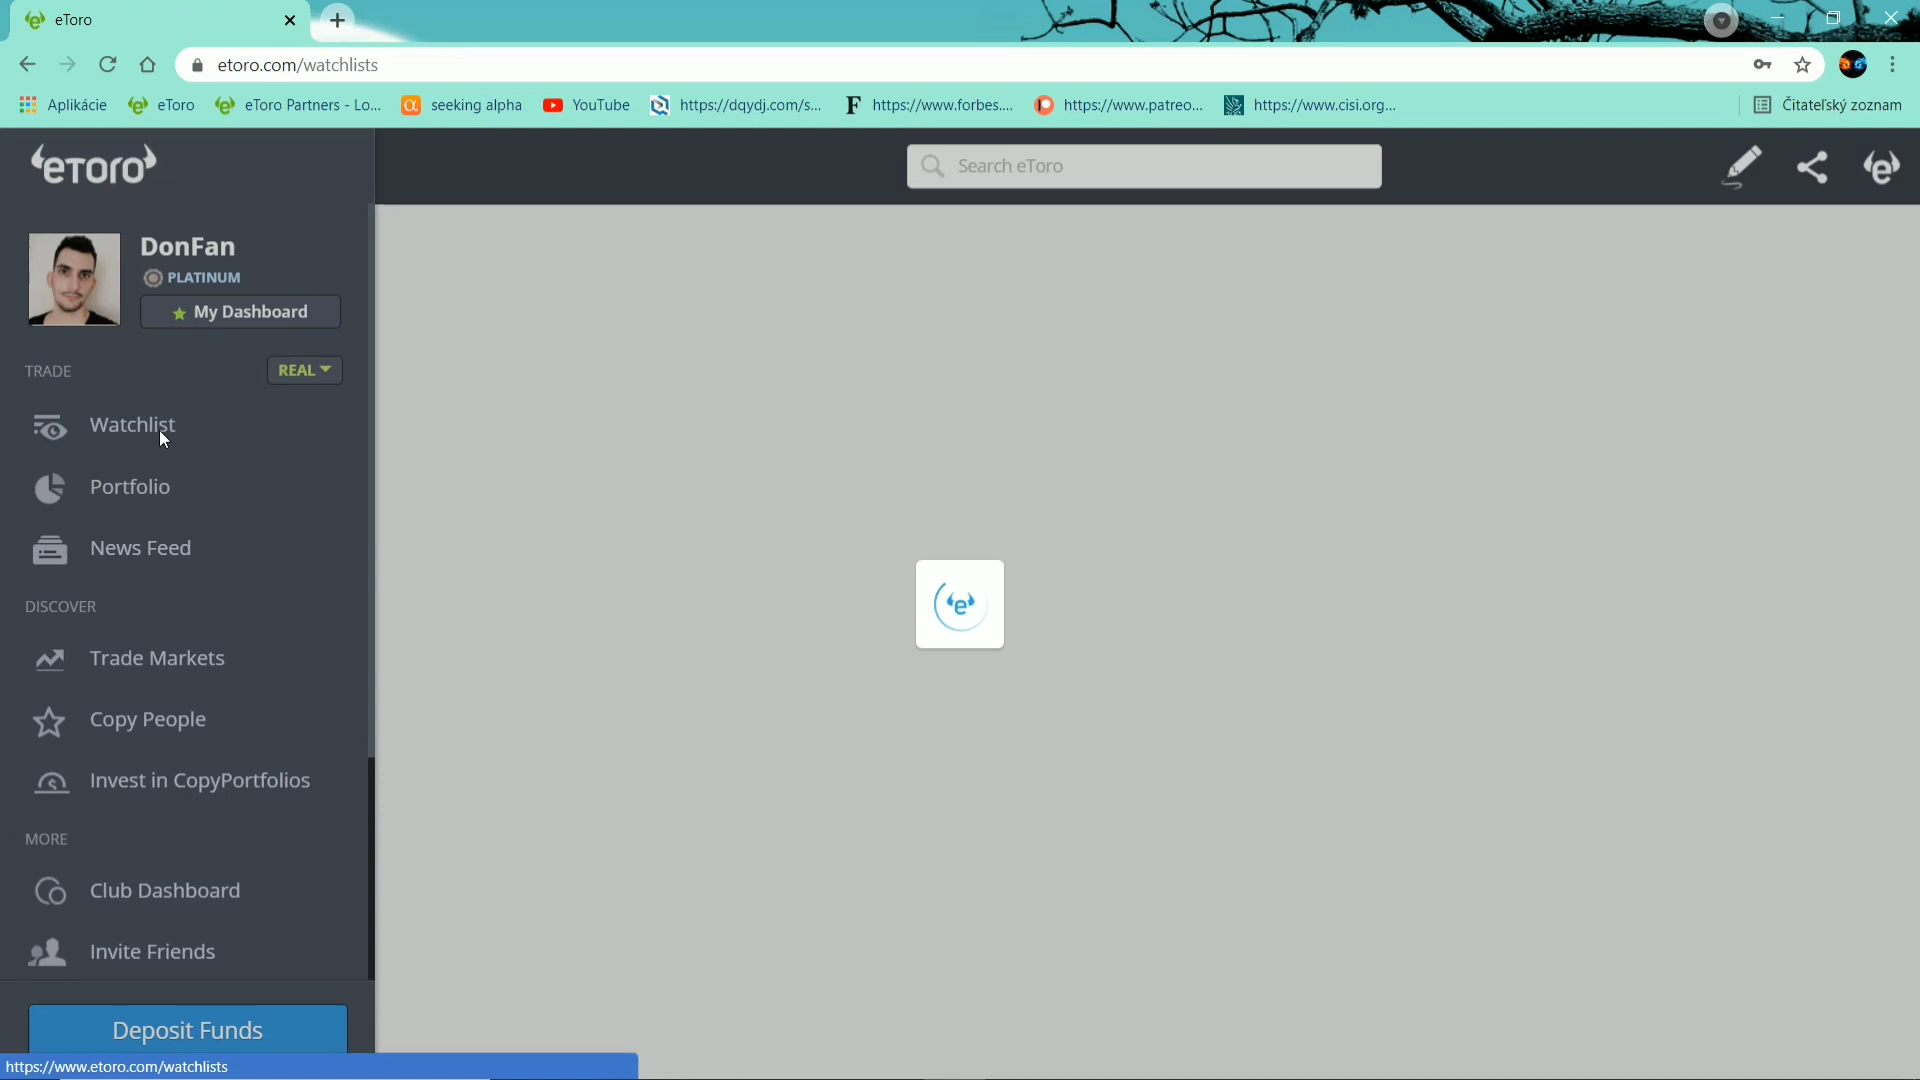 eToro
etoro.com/watchlists
Aplikácie eToro eToro Partners - Lo... seeking alpha YouTube https://dqydj.com/s... https://www.forbes.... https://www.patreo... https://www.cisi.org... Čitateľský zoznam
eToro Search eToro
DonFan
PLATINUM
My Dashboard
TRADE REAL
Watchlist
Portfolio
News Feed
DISCOVER
Trade Markets
Copy People
Invest in CopyPortfolios
MORE
Club Dashboard
Invite Friends
Deposit Funds
https://www.etoro.com/watchlists